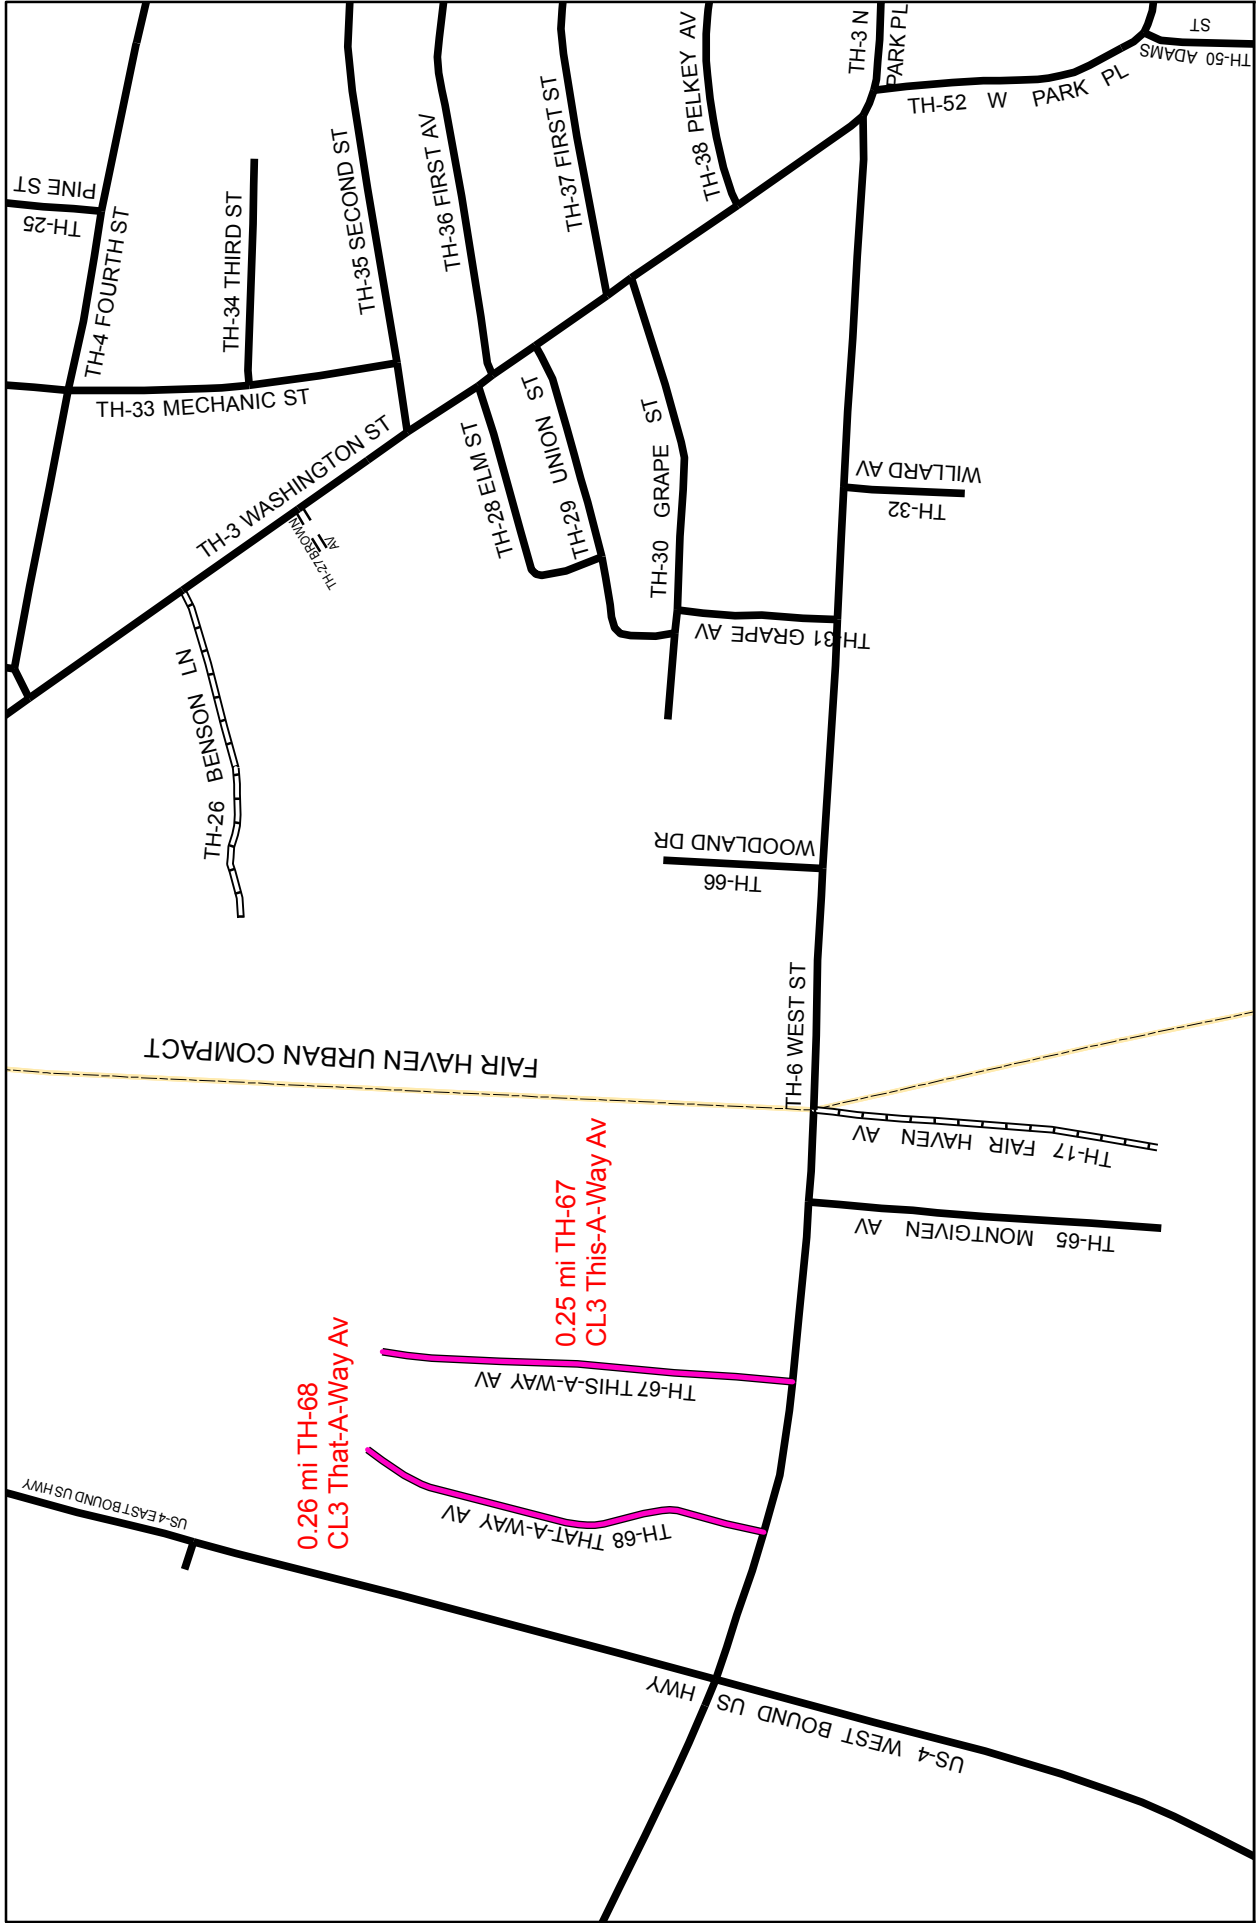 PINE ST
TH-25
TH-4 FOURTH ST
TH-34 THIRD ST
TH-33 MECHANIC ST
TH-35 SECOND ST
TH-36 FIRST AV
TH-37 FIRST ST
TH-38 PELKEY AV
TH-3 N
PARK PL
TH-52 W PARK PL
TH-50 ADAMS
ST
TH-3 WASHINGTON ST
TH-27 BROWN
AV
TH-28 ELM ST
TH-29 UNION ST
TH-30 GRAPE ST
TH-31 GRAPE AV
WILLARD AV
TH-32
TH-26 BENSON LN
WOODLAND DR
TH-66
TH-6 WEST ST
FAIR HAVEN URBAN COMPACT
TH-17 FAIR HAVEN AV
TH-65 MONTGIVEN AV
0.25 mi TH-67
CL3 This-A-Way Av
TH-67 THIS-A-WAY AV
0.26 mi TH-68
CL3 That-A-Way Av
TH-68 THAT-A-WAY AV
US-4 EAST BOUND US HWY
US-4 WEST BOUND US HWY